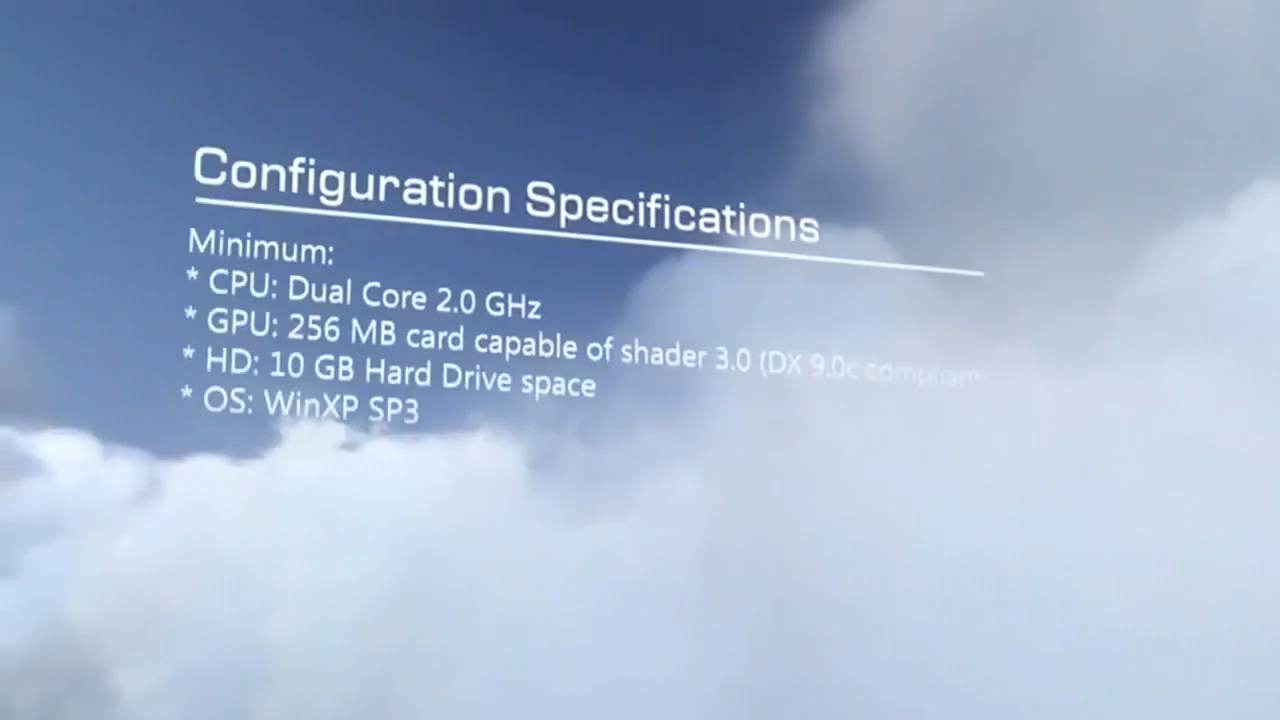 Configuration Specifications
Minimum:
* CPU: Dual Core 2.0 GHz
* GPU: 256 MB card capable of shader 3.0 (DX 9.0c compliant
* HD: 10 GB Hard Drive space
* OS: WinXP SP3